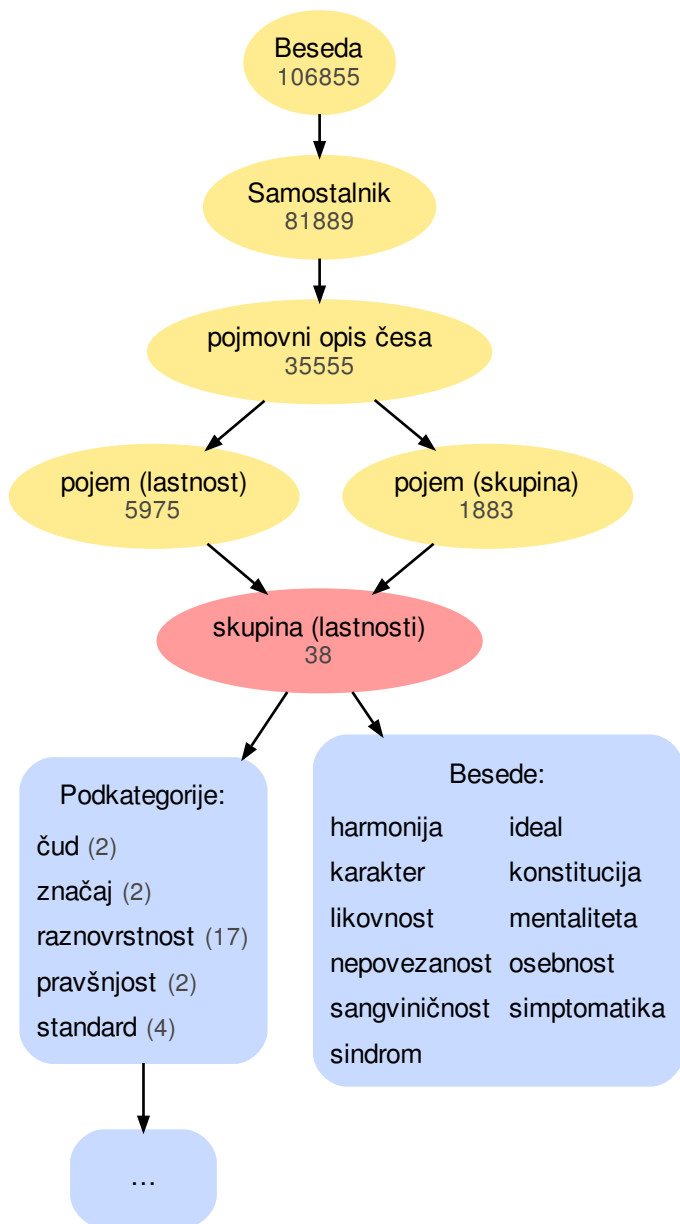 Beseda
106855
Samostalnik
81889
pojmovni opis česa
35555
pojem (lastnost)
5975
pojem (skupina)
1883
skupina (lastnosti)
38
Podkategorije:
čud (2)
značaj (2)
raznovrstnost (17)
pravšnjost (2)
standard (4)
...
Besede:
harmonija ideal
karakter konstitucija
likovnost mentaliteta
nepovezanost osebnost
sangviničnost simptomatika
sindrom